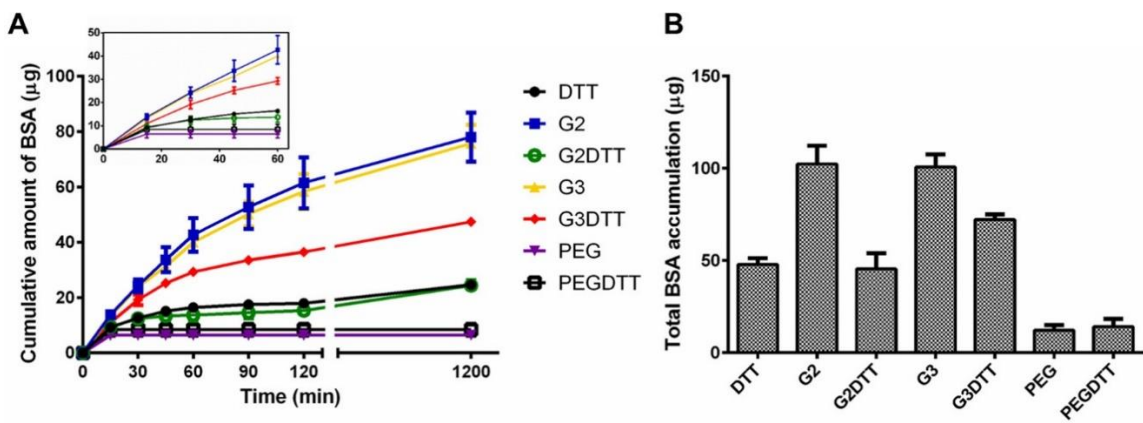 A
Cumulative amount of BSA (μg)
100
80
60
40
20
0
50
40
30
20
10
0
0 20 40 60
0 30 60 90 120 1200
Time (min)
DTT
G2
G2DTT
G3
G3DTT
PEG
PEGDTT
B
Total BSA accumulation (μg)
150
100
50
0
DTT
G2
G2DTT
G3
G3DTT
PEG
PEGDTT